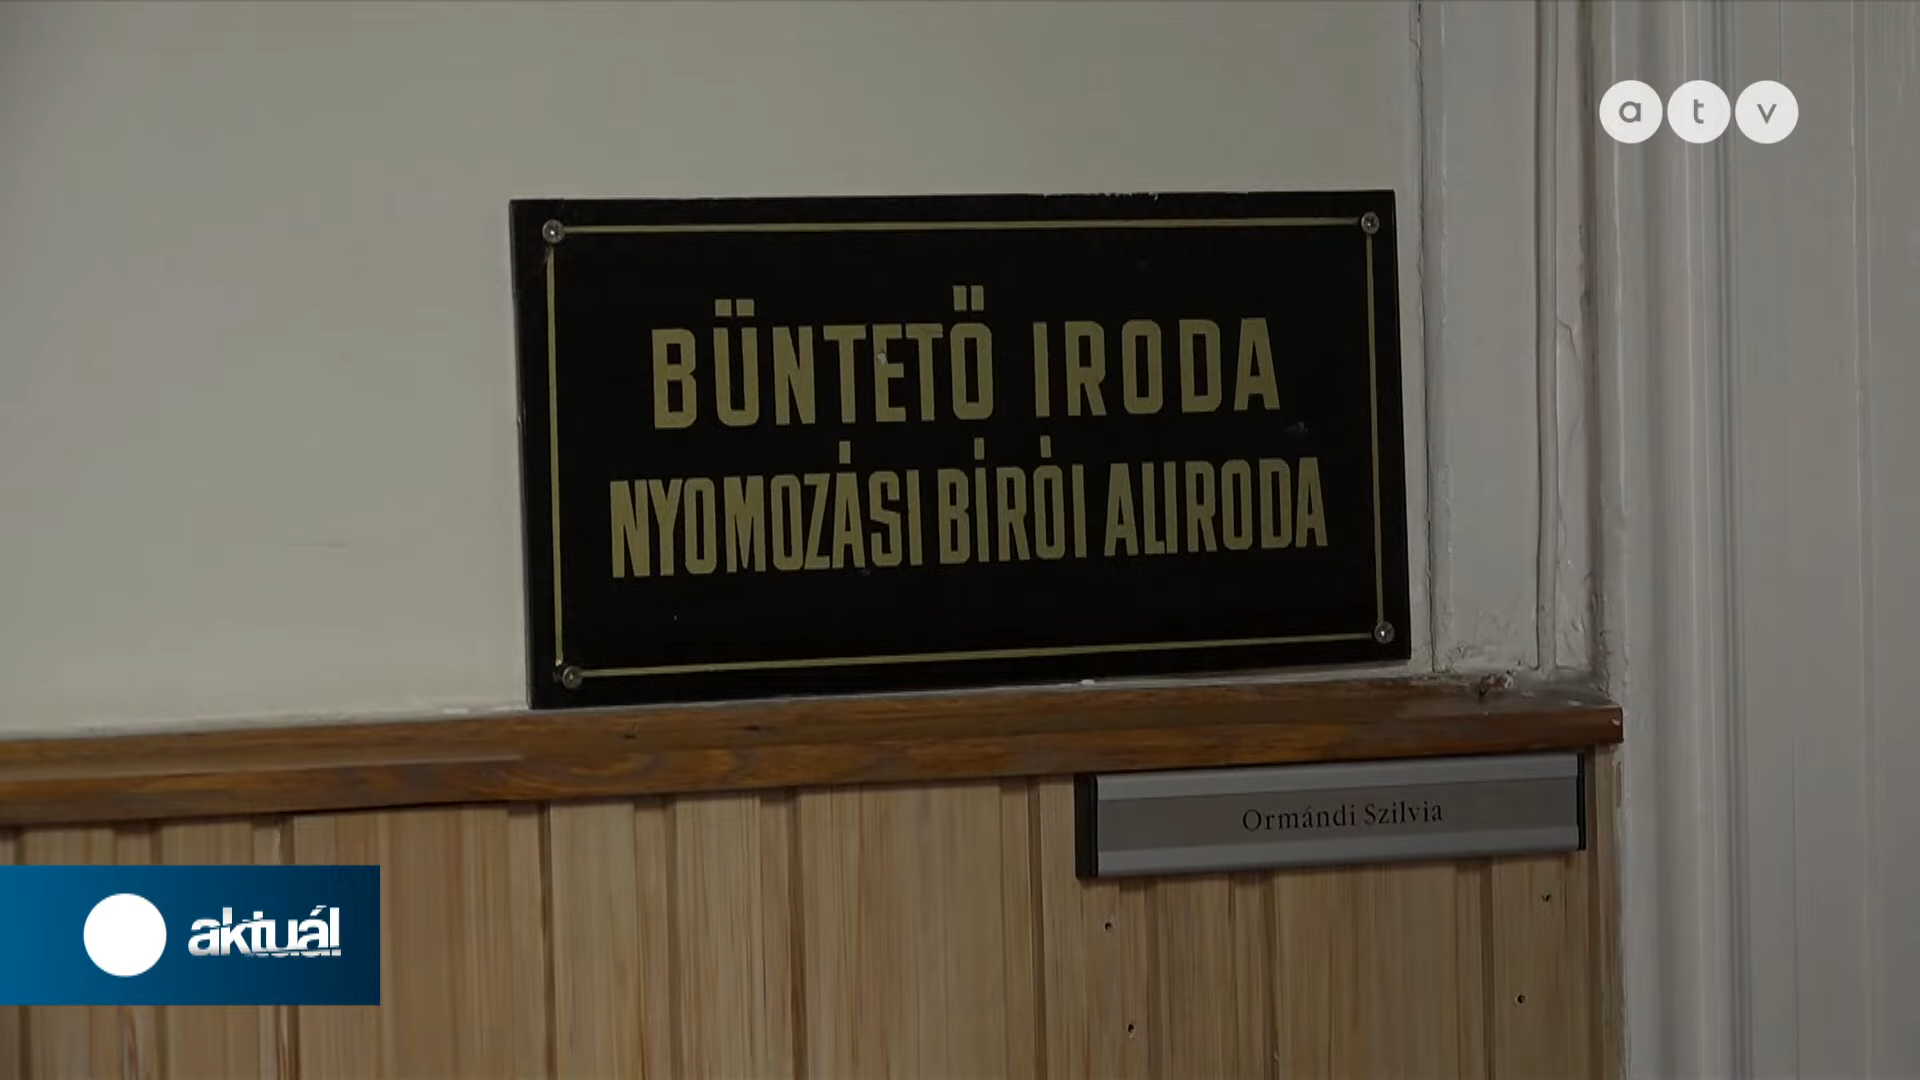 atv
BÜNTETŐ IRODA
NYOMOZÁSI BÍRÓI ALIRODA
Ormándi Szilvia
aktuál